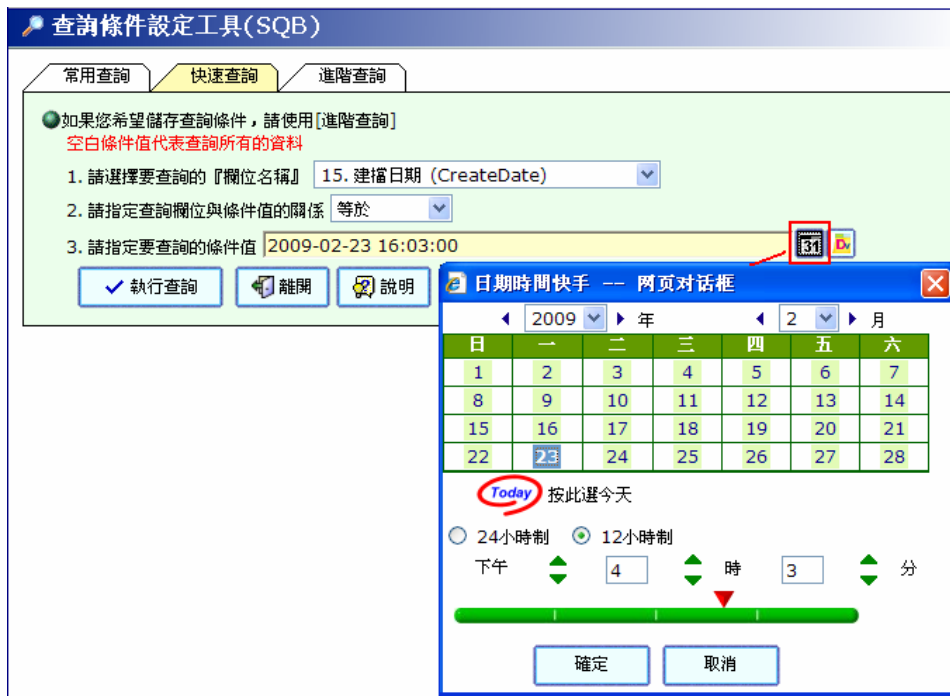 查詢條件設定工具(SQB)
常用查詢 快速查詢 進階查詢
如果您希望儲存查詢條件，請使用[進階查詢]
空白條件值代表查詢所有的資料
1. 請選擇要查詢的『欄位名稱』 15. 建檔日期 (CreateDate)
2. 請指定查詢欄位與條件值的關係 等於
3. 請指定要查詢的條件值 2009-02-23 16:03:00 31 Dv
執行查詢 離開 說明
日期時間快手 -- 网页对话框
2009 年 2 月
日 一 二 三 四 五 六
1 2 3 4 5 6 7
8 9 10 11 12 13 14
15 16 17 18 19 20 21
22 23 24 25 26 27 28
Today 按此選今天
24小時制 12小時制
下午 4 時 3 分
確定 取消